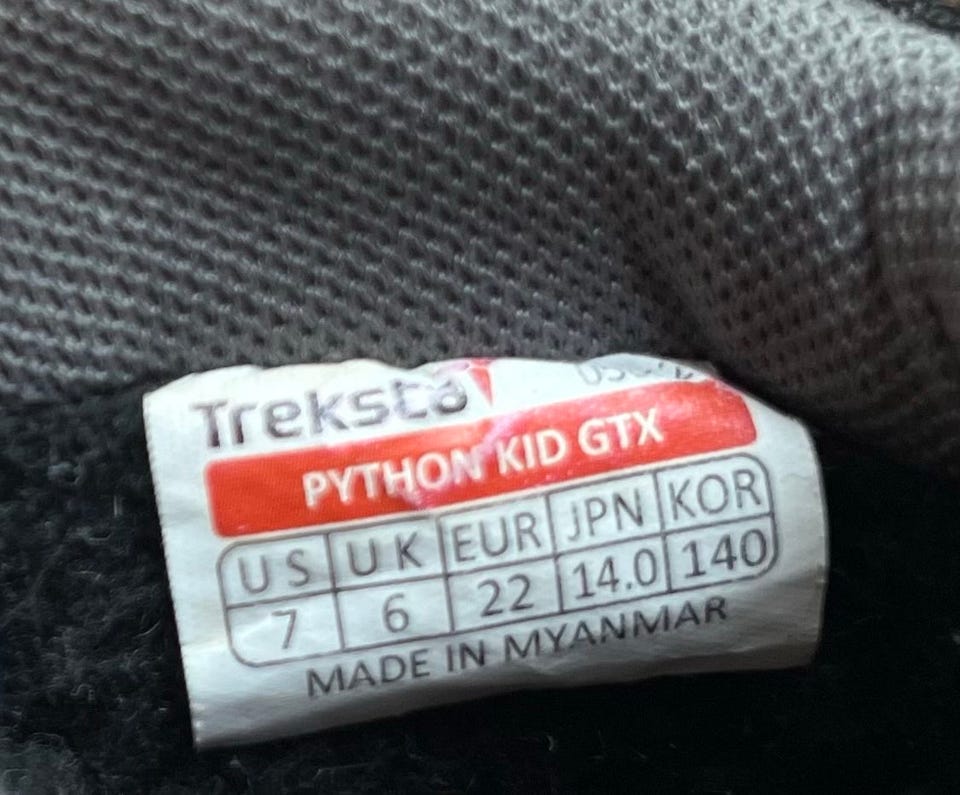 Treksta
PYTHON KID GTX
US UK EUR JPN KOR
7 6 22 14.0 140
MADE IN MYANMAR